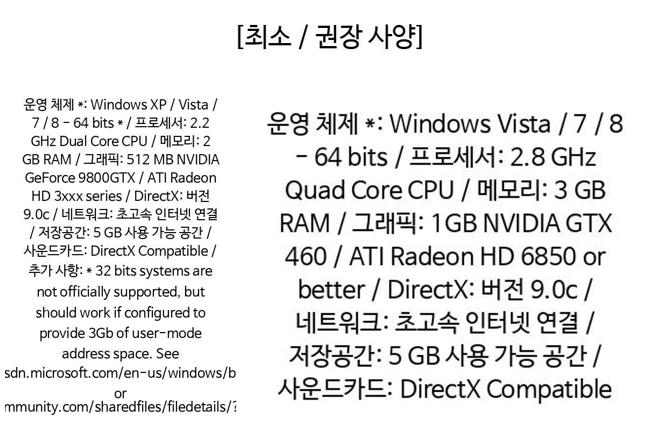 [최소 / 권장 사양]
운영 체제 *: Windows XP / Vista /
7 / 8 - 64 bits * / 프로세서: 2.2
GHz Dual Core CPU / 메모리: 2
GB RAM / 그래픽: 512 MB NVIDIA
GeForce 9800GTX / ATI Radeon
HD 3xxx series / DirectX: 버전
9.0c / 네트워크: 초고속 인터넷 연결
/ 저장공간: 5 GB 사용 가능 공간 /
사운드카드: DirectX Compatible /
추가 사항: * 32 bits systems are
not officially supported, but
should work if configured to
provide 3Gb of user-mode
address space. See
sdn.microsoft.com/en-us/windows/b
or
mmunity.com/sharedfiles/filedetails/?
운영 체제 *: Windows Vista / 7 / 8
- 64 bits / 프로세서: 2.8 GHz
Quad Core CPU / 메모리: 3 GB
RAM / 그래픽: 1GB NVIDIA GTX
460 / ATI Radeon HD 6850 or
better / DirectX: 버전 9.0c /
네트워크: 초고속 인터넷 연결 /
저장공간: 5 GB 사용 가능 공간 /
사운드카드: DirectX Compatible